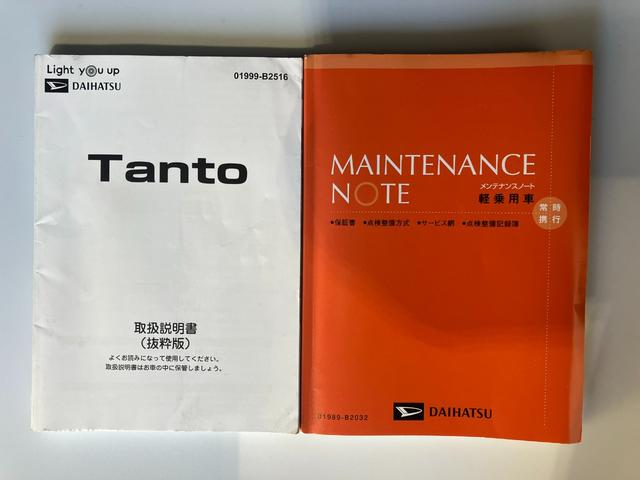 Light you up
DAIHATSU
01999-B2516
Tanto
取扱説明書
（抜粋版）
よくお読みになって使用してください。
取扱説明書はお車の中に保管しましょう。
MAINTENANCE
NOTE
メンテナンスノート
軽乗用車
常時
携行
●保証書 ●点検整備方式 ●サービス網 ●点検整備記録簿
01989-B2032
DAIHATSU